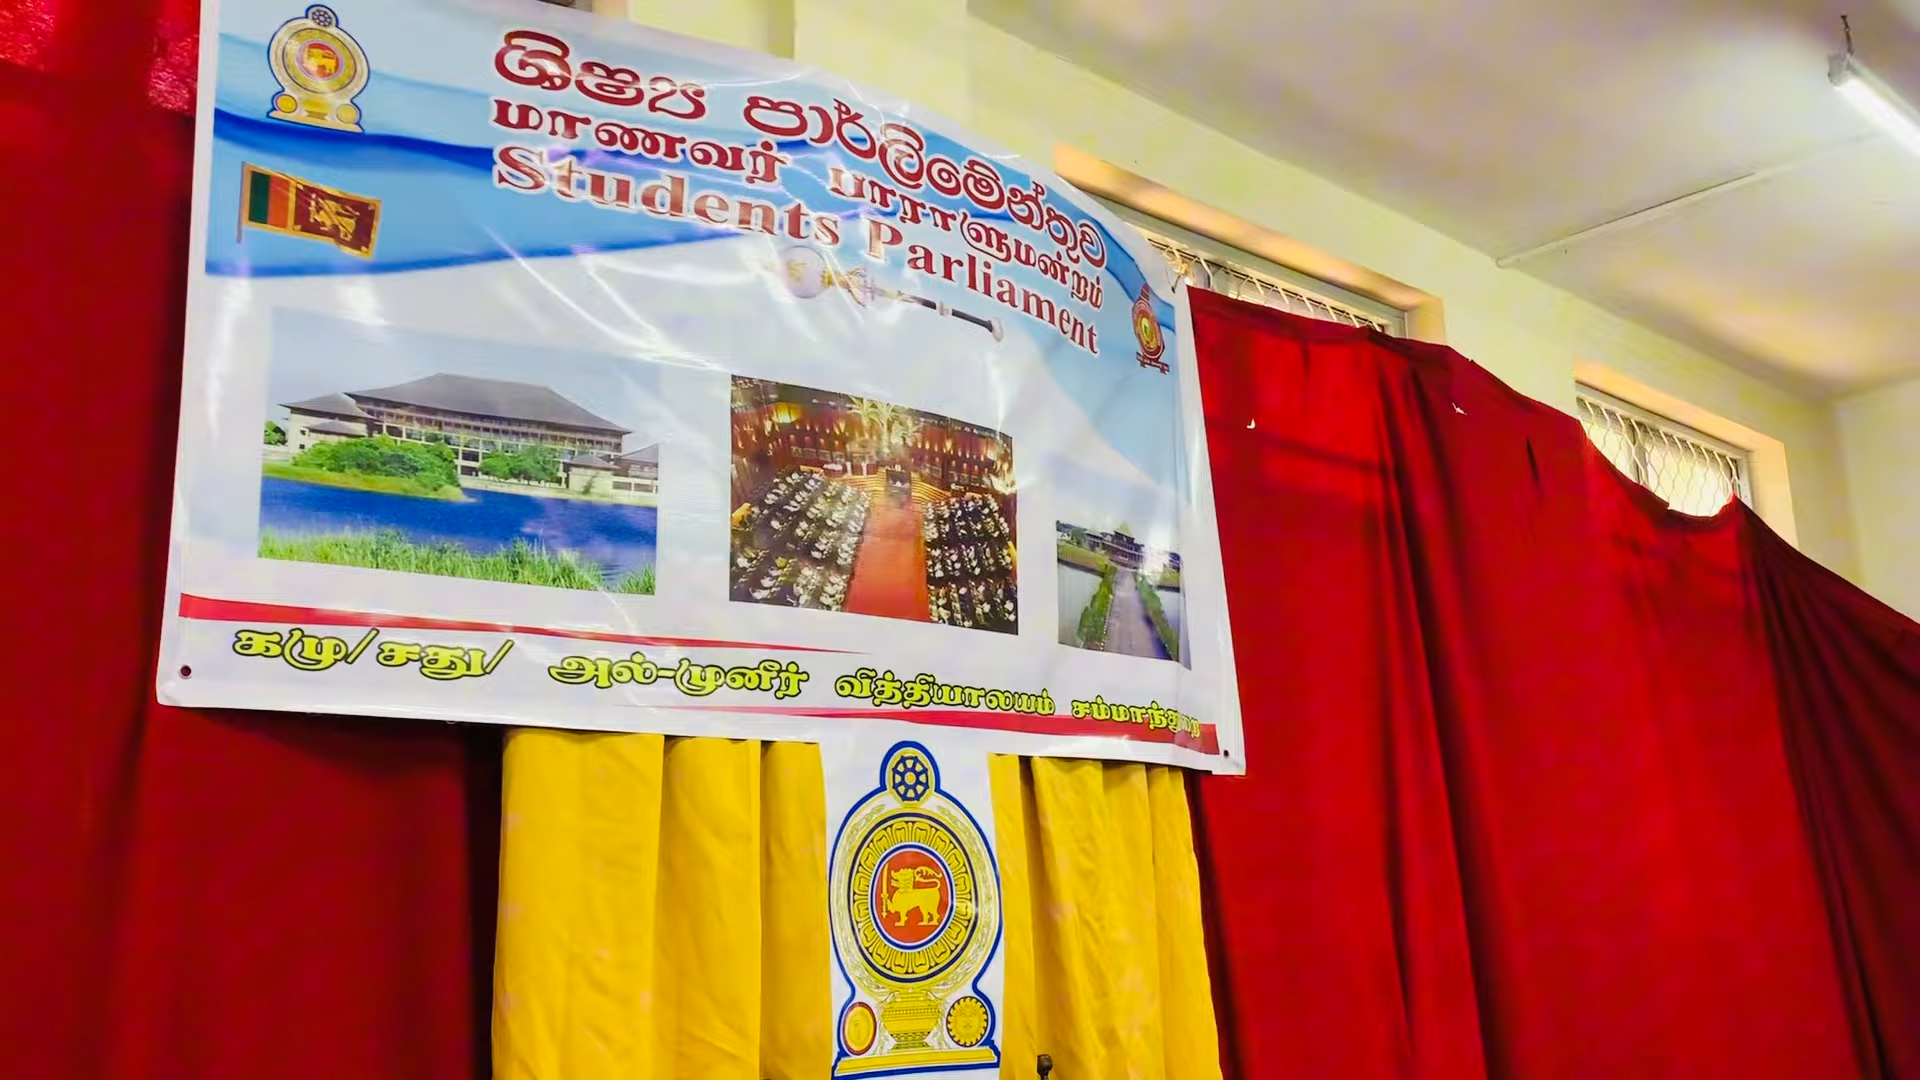 ශිෂ්‍ය පාර්ලිමේන්තුව
மாணவர் பாராளுமன்றம்
Students Parliament
கமு/சது/ அல்-முனீர் வித்தியாலயம் சம்மாந்துறை